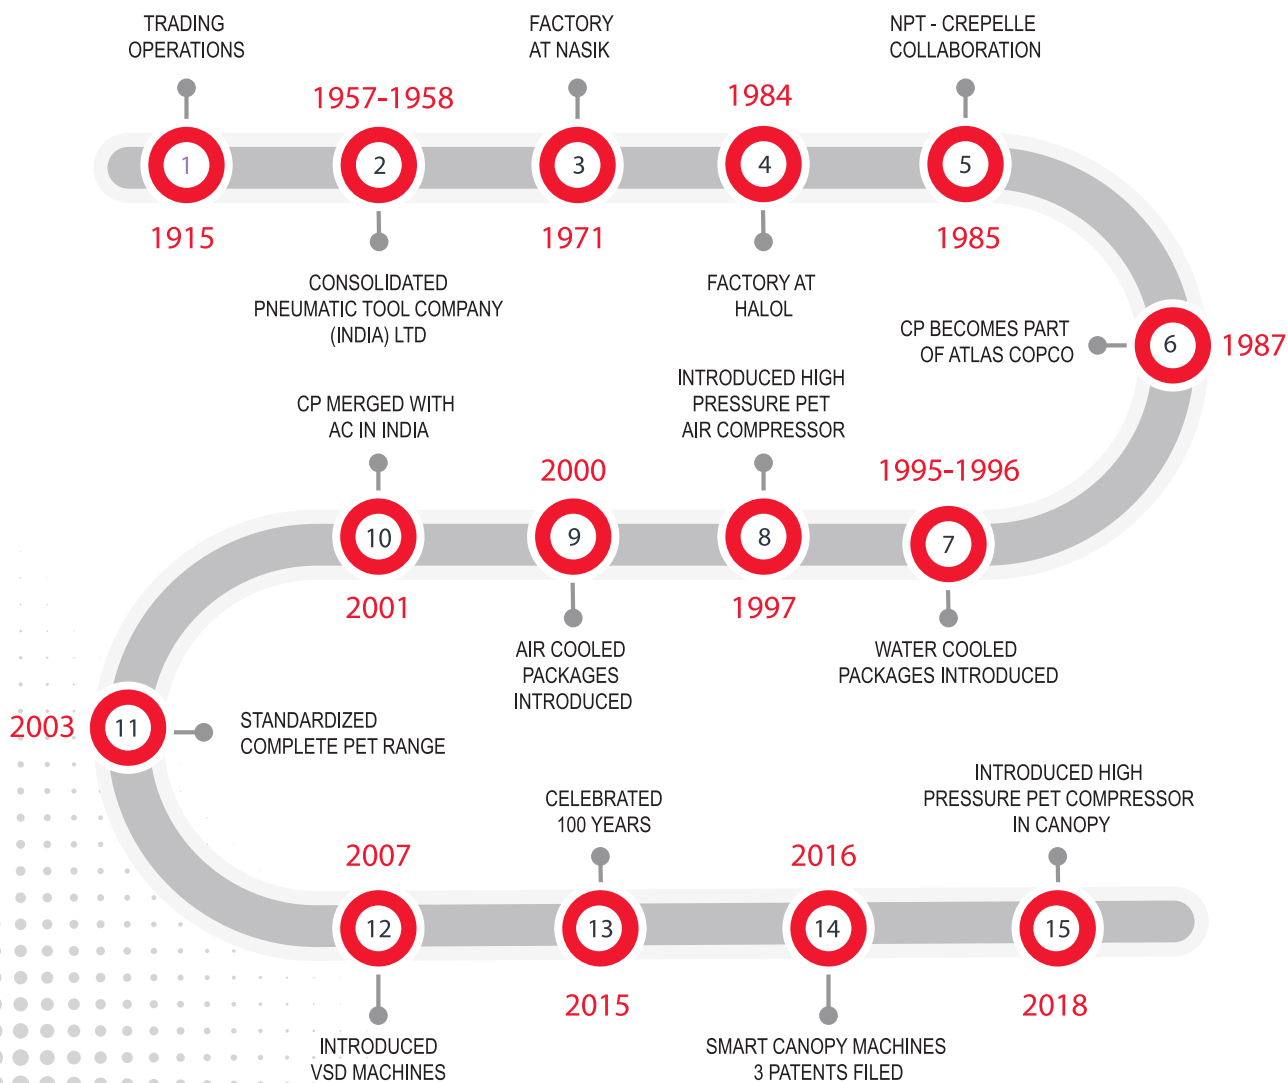 TRADING
OPERATIONS
1
1915
1957-1958
2
CONSOLIDATED
PNEUMATIC TOOL COMPANY
(INDIA) LTD
FACTORY
AT NASIK
3
1971
1984
4
FACTORY AT
HALOL
NPT - CREPELLE
COLLABORATION
5
1985
CP BECOMES PART
OF ATLAS COPCO
6
1987
1995-1996
7
WATER COOLED
PACKAGES INTRODUCED
INTRODUCED HIGH
PRESSURE PET
AIR COMPRESSOR
8
1997
2000
9
AIR COOLED
PACKAGES
INTRODUCED
CP MERGED WITH
AC IN INDIA
10
2001
2003
11
STANDARDIZED
COMPLETE PET RANGE
2007
12
INTRODUCED
VSD MACHINES
CELEBRATED
100 YEARS
13
2015
2016
14
SMART CANOPY MACHINES
3 PATENTS FILED
INTRODUCED HIGH
PRESSURE PET COMPRESSOR
IN CANOPY
15
2018